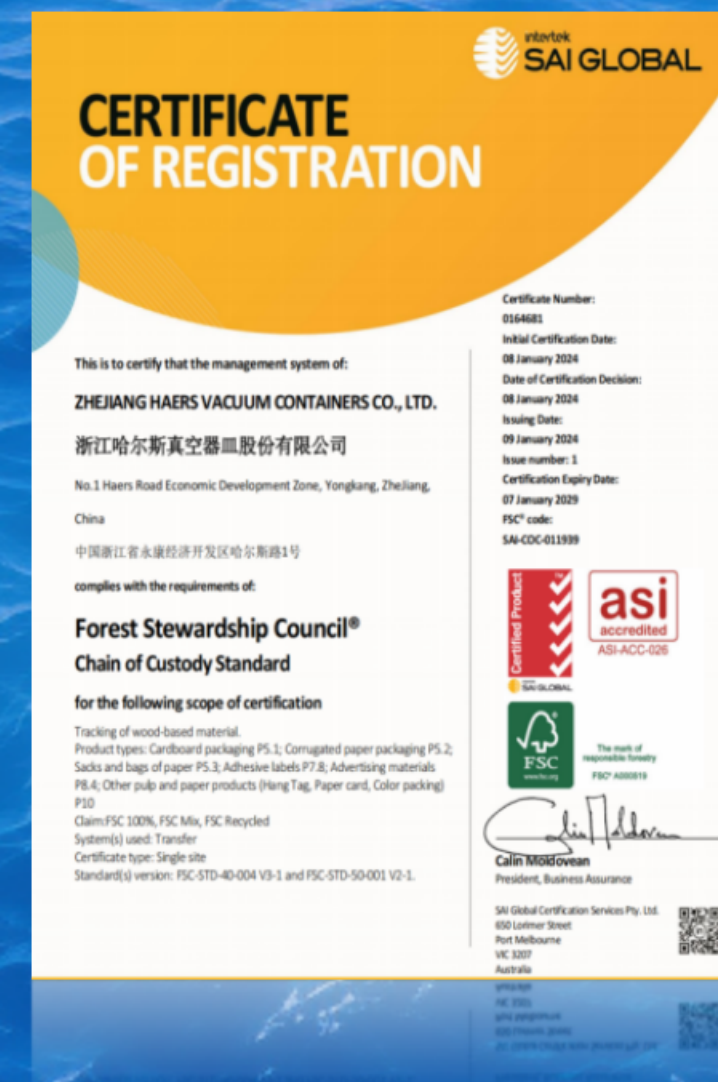 intertek
SAI GLOBAL
CERTIFICATE
OF REGISTRATION
This is to certify that the management system of:
ZHEJIANG HAERS VACUUM CONTAINERS CO., LTD.
浙江哈尔斯真空器皿股份有限公司
No.1 Haers Road Economic Development Zone, Yongkang, ZheJiang,
China
中国浙江省永康经济开发区哈尔斯路1号
complies with the requirements of:
Forest Stewardship Council®
Chain of Custody Standard
for the following scope of certification
Tracking of wood-based material.
Product types: Cardboard packaging P5.1; Corrugated paper packaging P5.2;
Sacks and bags of paper P5.3; Adhesive labels P7.8; Advertising materials
P8.4; Other pulp and paper products (Hang Tag, Paper card, Color packing)
P10
Claim:FSC 100%, FSC Mix, FSC Recycled
System(s) used: Transfer
Certificate type: Single site
Standard(s) version: FSC-STD-40-004 V3-1 and FSC-STD-50-001 V2-1.
Certificate Number:
0164681
Initial Certification Date:
08 January 2024
Date of Certification Decision:
08 January 2024
Issuing Date:
09 January 2024
Issue number: 1
Certification Expiry Date:
07 January 2029
FSC® code:
SAI-COC-011939
Certified Product
SAI GLOBAL
asi
accredited
ASI-ACC-026
FSC
www.fsc.org
The mark of
responsible forestry
FSC® A000519
Calin Moldovean
Calin Moldovean
President, Business Assurance
SAI Global Certification Services Pty. Ltd.
650 Lorimer Street
Port Melbourne
VIC 3207
Australia